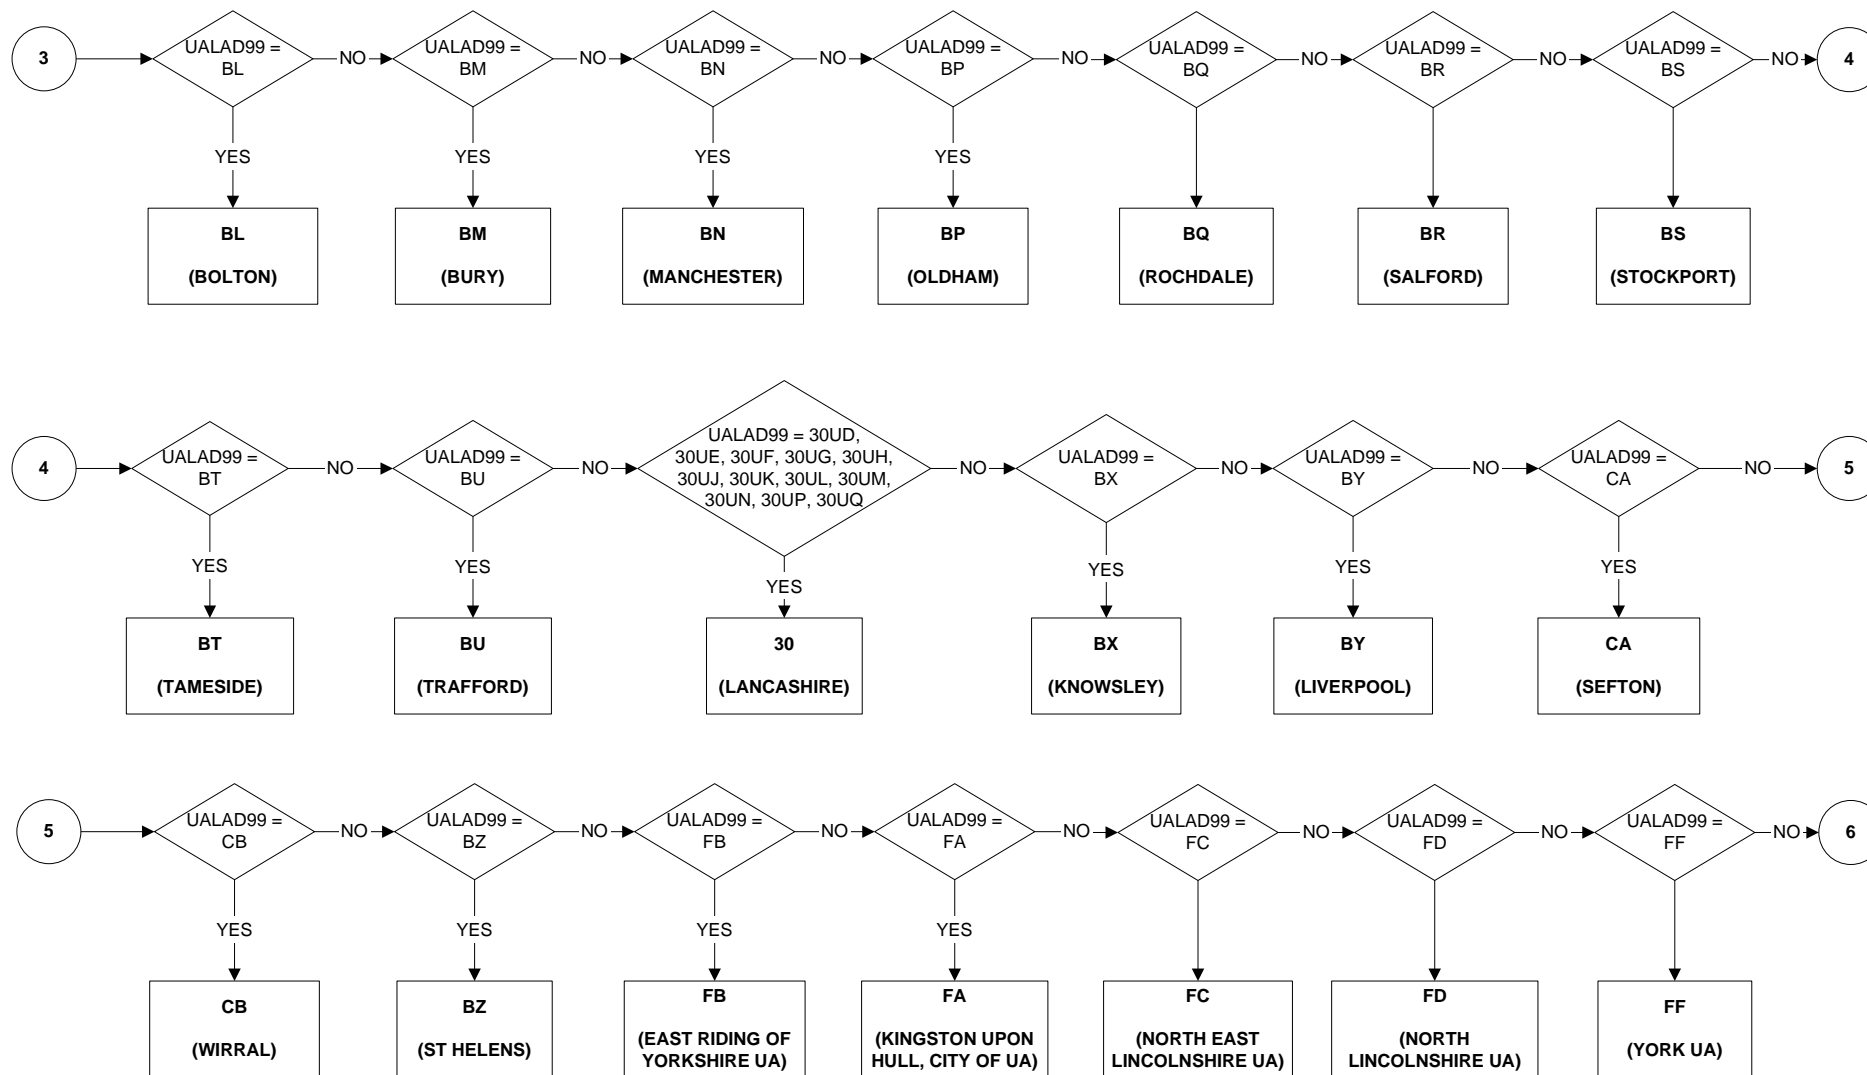 3
UALAD99 =
BL
NO
UALAD99 =
BM
NO
UALAD99 =
BN
NO
UALAD99 =
BP
NO
UALAD99 =
BQ
NO
UALAD99 =
BR
NO
UALAD99 =
BS
NO
4
YES
YES
YES
YES
BL
(BOLTON)
BM
(BURY)
BN
(MANCHESTER)
BP
(OLDHAM)
BQ
(ROCHDALE)
BR
(SALFORD)
BS
(STOCKPORT)
4
UALAD99 =
BT
NO
UALAD99 =
BU
NO
UALAD99 = 30UD,
30UE, 30UF, 30UG, 30UH,
30UJ, 30UK, 30UL, 30UM,
30UN, 30UP, 30UQ
NO
UALAD99 =
BX
NO
UALAD99 =
BY
NO
UALAD99 =
CA
NO
5
YES
YES
YES
YES
YES
YES
BT
(TAMESIDE)
BU
(TRAFFORD)
30
(LANCASHIRE)
BX
(KNOWSLEY)
BY
(LIVERPOOL)
CA
(SEFTON)
5
UALAD99 =
CB
NO
UALAD99 =
BZ
NO
UALAD99 =
FB
NO
UALAD99 =
FA
NO
UALAD99 =
FC
NO
UALAD99 =
FD
NO
UALAD99 =
FF
NO
6
YES
YES
YES
YES
CB
(WIRRAL)
BZ
(ST HELENS)
FB
(EAST RIDING OF
YORKSHIRE UA)
FA
(KINGSTON UPON
HULL, CITY OF UA)
FC
(NORTH EAST
LINCOLNSHIRE UA)
FD
(NORTH
LINCOLNSHIRE UA)
FF
(YORK UA)